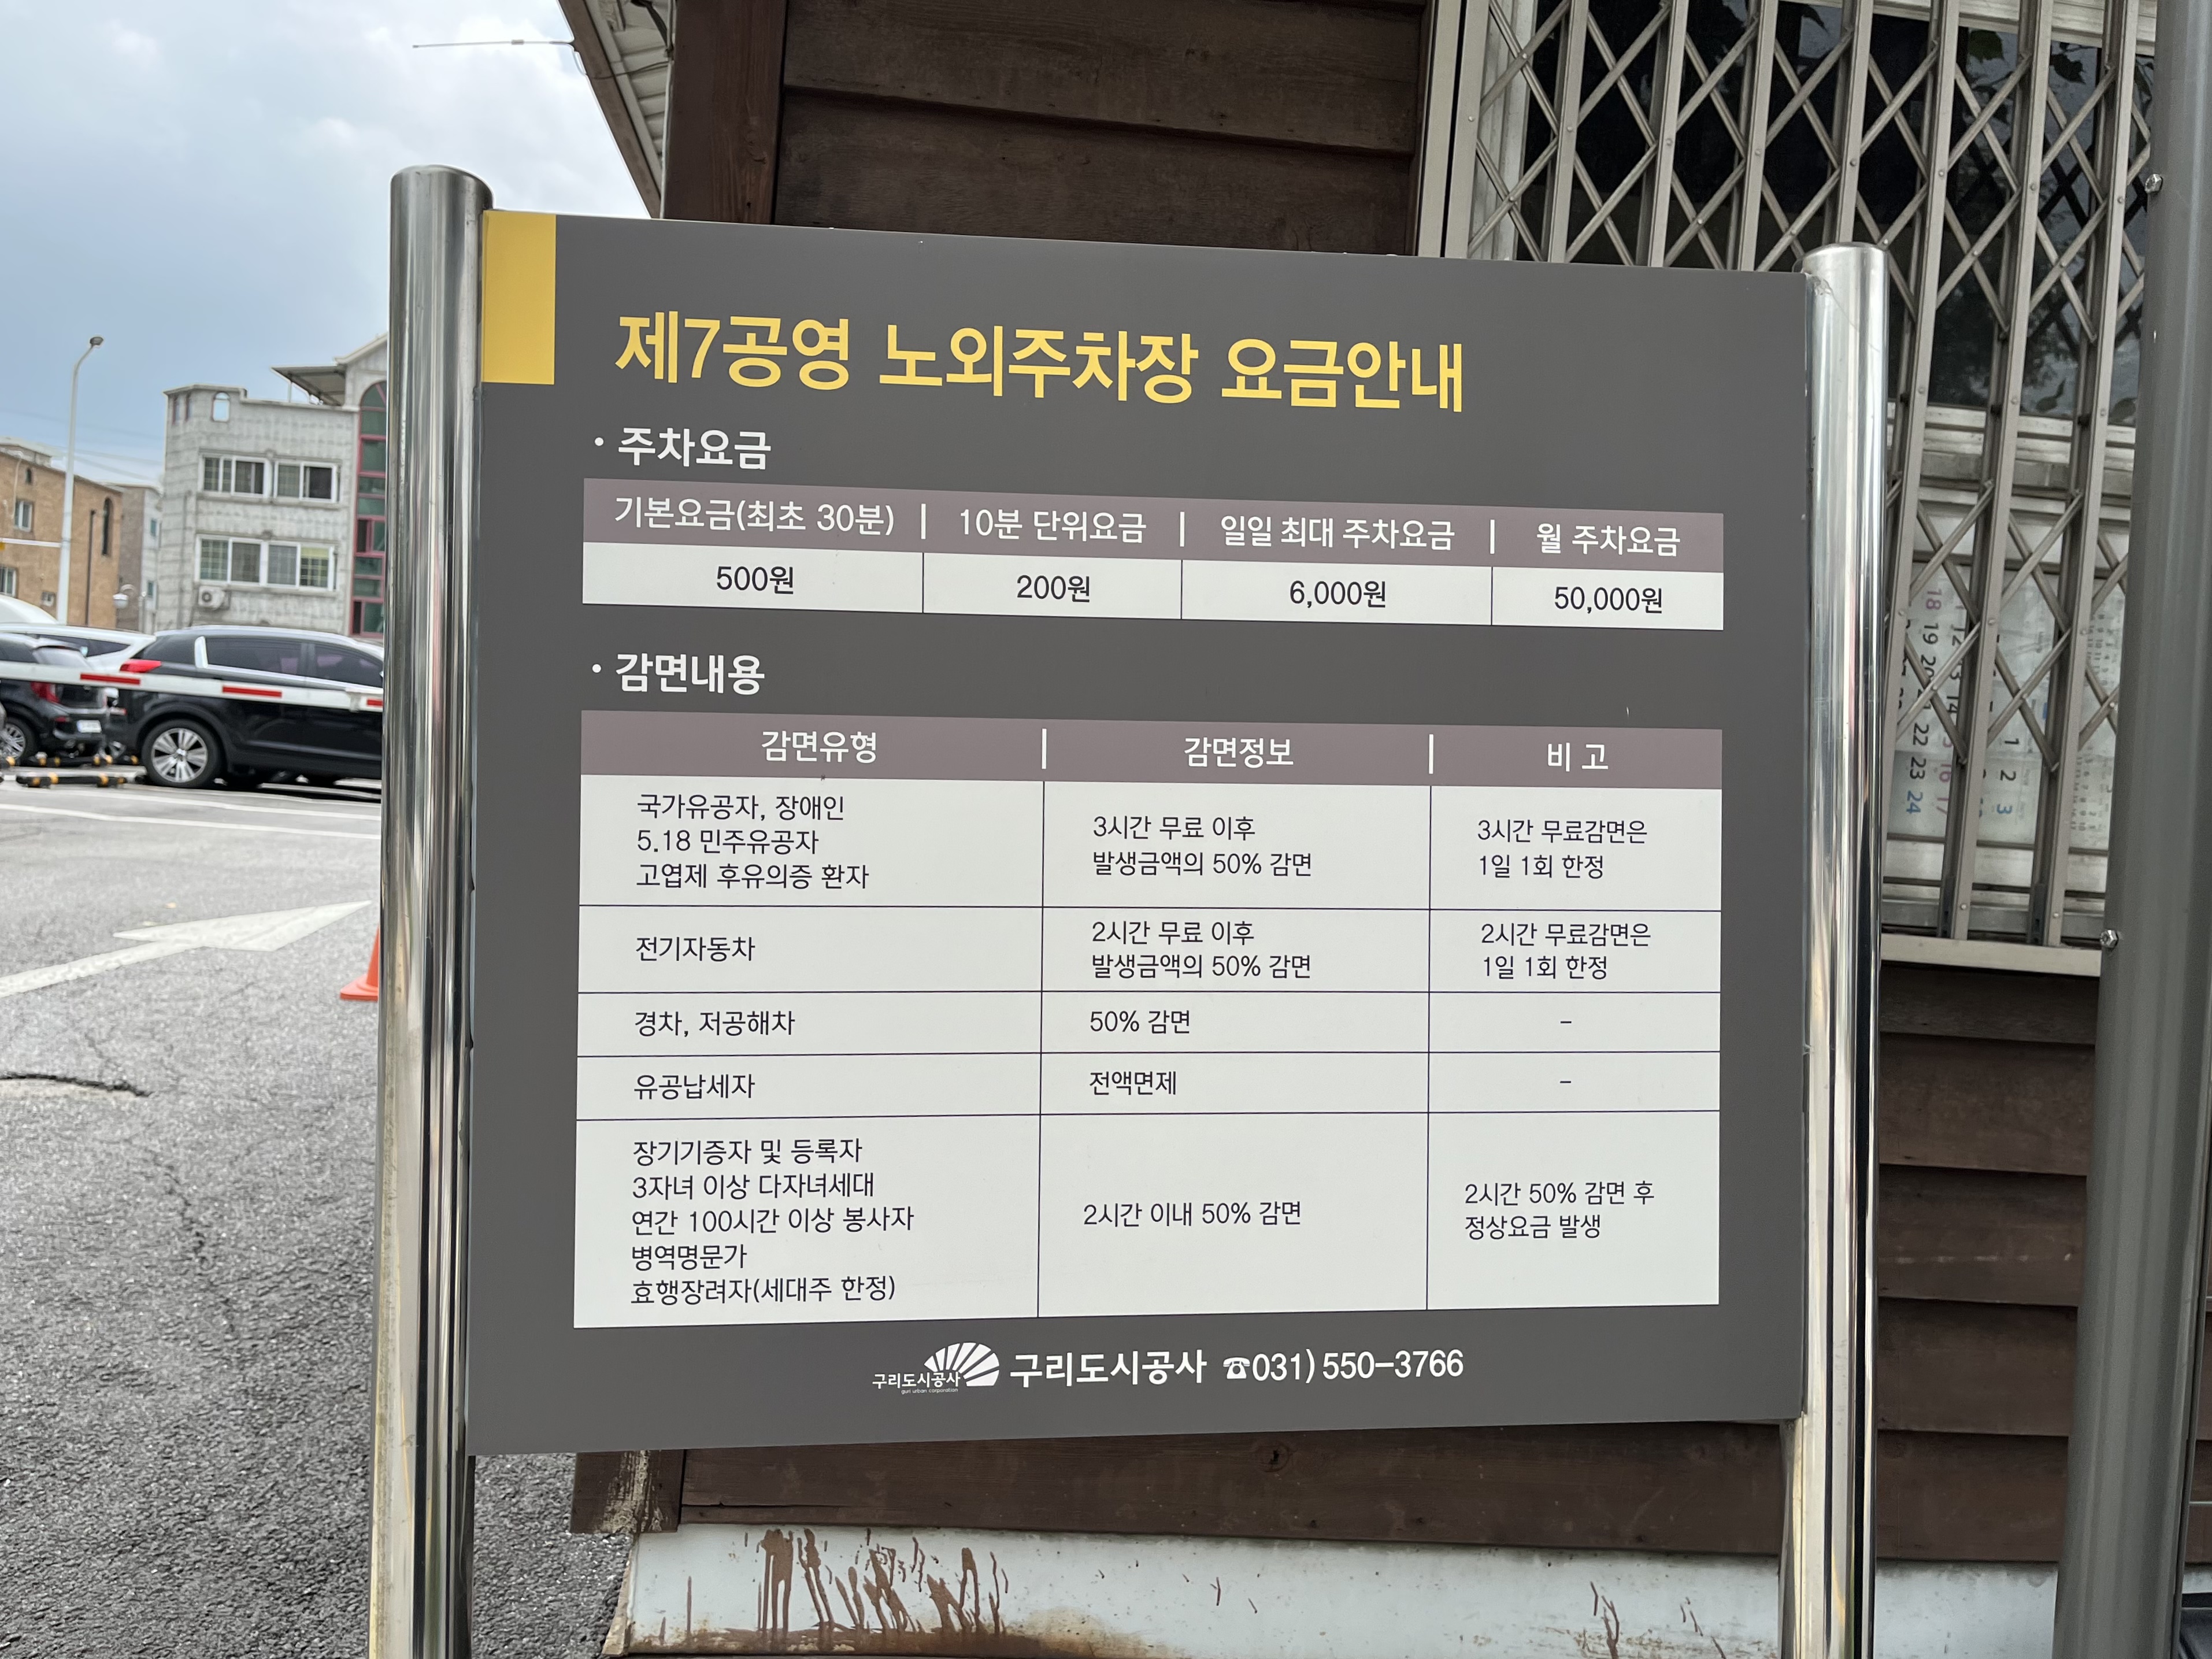 제7공영 노외주차장 요금안내
· 주차요금
기본요금(최초 30분) | 10분 단위요금 | 일일 최대 주차요금 | 월 주차요금
500원 200원 6,000원 50,000원
· 감면내용
감면유형 | 감면정보 | 비 고
국가유공자, 장애인
5.18 민주유공자
고엽제 후유의증 환자
3시간 무료 이후
발생금액의 50% 감면
3시간 무료감면은
1일 1회 한정
전기자동차
2시간 무료 이후
발생금액의 50% 감면
2시간 무료감면은
1일 1회 한정
경차, 저공해차 50% 감면 -
유공납세자 전액면제 -
장기기증자 및 등록자
3자녀 이상 다자녀세대
연간 100시간 이상 봉사자
병역명문가
효행장려자(세대주 한정)
2시간 이내 50% 감면
2시간 50% 감면 후
정상요금 발생
구리도시공사
guri urban corporation
구리도시공사 ☎031) 550-3766